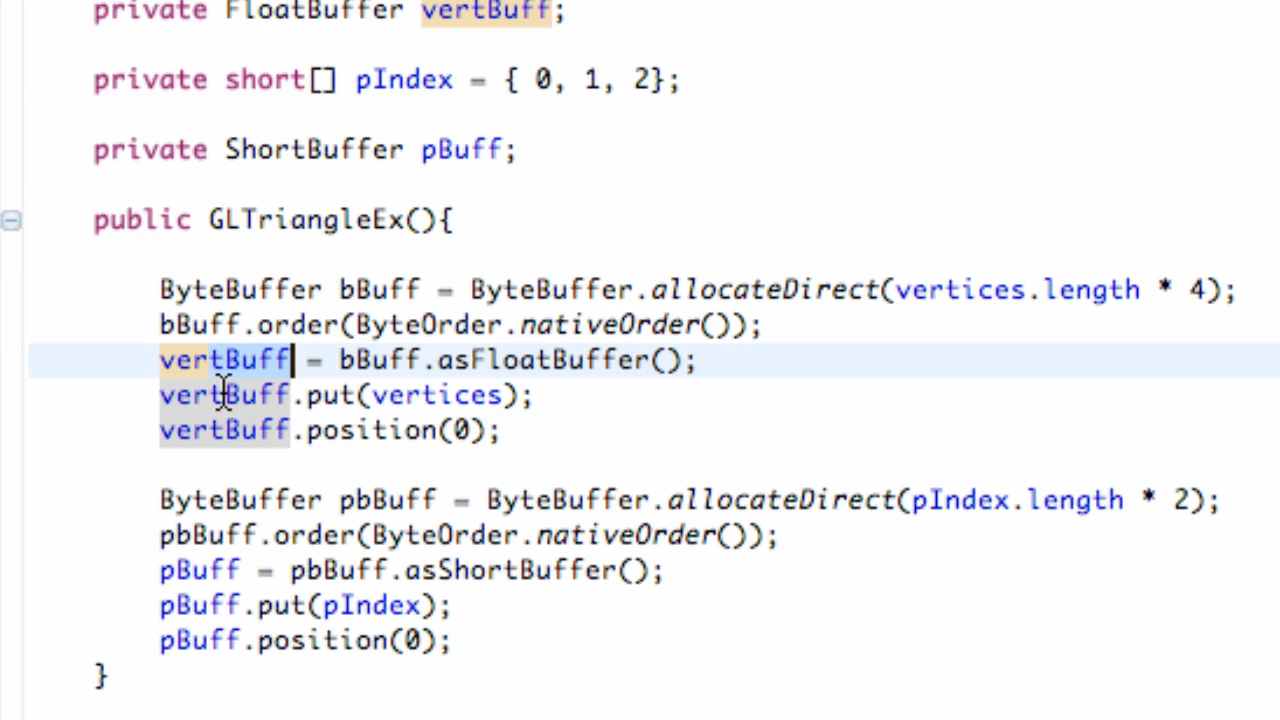 private FloatBuffer vertBuff;
private short[] pIndex = { 0, 1, 2};
private ShortBuffer pBuff;
public GLTriangleEx(){
ByteBuffer bBuff = ByteBuffer.allocateDirect(vertices.length * 4);
bBuff.order(ByteOrder.nativeOrder());
vertBuff = bBuff.asFloatBuffer();
vertBuff.put(vertices);
vertBuff.position(0);
ByteBuffer pbBuff = ByteBuffer.allocateDirect(pIndex.length * 2);
pbBuff.order(ByteOrder.nativeOrder());
pBuff = pbBuff.asShortBuffer();
pBuff.put(pIndex);
pBuff.position(0);
}